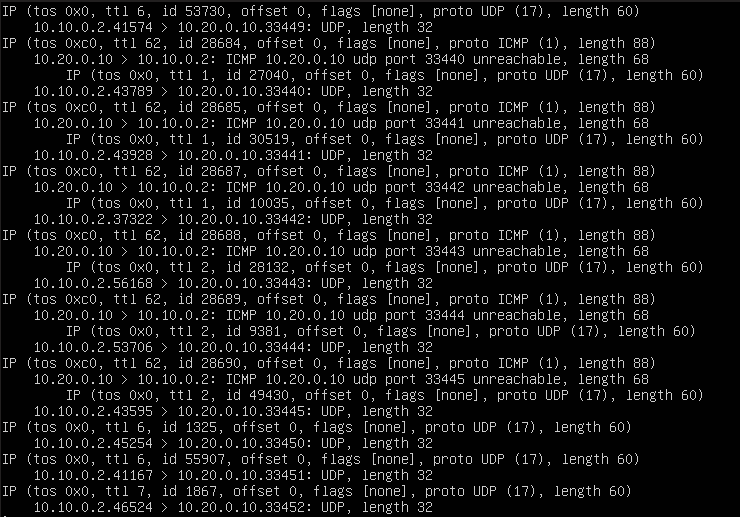 IP (tos 0x0, ttl 6, id 53730, offset 0, flags [none], proto UDP (17), length 60)
10.10.0.2.41574 > 10.20.0.10.33449: UDP, length 32
IP (tos 0xc0, ttl 62, id 28684, offset 0, flags [none], proto ICMP (1), length 88)
10.20.0.10 > 10.10.0.2: ICMP 10.20.0.10 udp port 33440 unreachable, length 68
IP (tos 0x0, ttl 1, id 27040, offset 0, flags [none], proto UDP (17), length 60)
10.10.0.2.43789 > 10.20.0.10.33440: UDP, length 32
IP (tos 0xc0, ttl 62, id 28685, offset 0, flags [none], proto ICMP (1), length 88)
10.20.0.10 > 10.10.0.2: ICMP 10.20.0.10 udp port 33441 unreachable, length 68
IP (tos 0x0, ttl 1, id 30519, offset 0, flags [none], proto UDP (17), length 60)
10.10.0.2.43928 > 10.20.0.10.33441: UDP, length 32
IP (tos 0xc0, ttl 62, id 28687, offset 0, flags [none], proto ICMP (1), length 88)
10.20.0.10 > 10.10.0.2: ICMP 10.20.0.10 udp port 33442 unreachable, length 68
IP (tos 0x0, ttl 1, id 10035, offset 0, flags [none], proto UDP (17), length 60)
10.10.0.2.37322 > 10.20.0.10.33442: UDP, length 32
IP (tos 0xc0, ttl 62, id 28688, offset 0, flags [none], proto ICMP (1), length 88)
10.20.0.10 > 10.10.0.2: ICMP 10.20.0.10 udp port 33443 unreachable, length 68
IP (tos 0x0, ttl 2, id 28132, offset 0, flags [none], proto UDP (17), length 60)
10.10.0.2.56168 > 10.20.0.10.33443: UDP, length 32
IP (tos 0xc0, ttl 62, id 28689, offset 0, flags [none], proto ICMP (1), length 88)
10.20.0.10 > 10.10.0.2: ICMP 10.20.0.10 udp port 33444 unreachable, length 68
IP (tos 0x0, ttl 2, id 9381, offset 0, flags [none], proto UDP (17), length 60)
10.10.0.2.53706 > 10.20.0.10.33444: UDP, length 32
IP (tos 0xc0, ttl 62, id 28690, offset 0, flags [none], proto ICMP (1), length 88)
10.20.0.10 > 10.10.0.2: ICMP 10.20.0.10 udp port 33445 unreachable, length 68
IP (tos 0x0, ttl 2, id 49430, offset 0, flags [none], proto UDP (17), length 60)
10.10.0.2.43595 > 10.20.0.10.33445: UDP, length 32
IP (tos 0x0, ttl 6, id 1325, offset 0, flags [none], proto UDP (17), length 60)
10.10.0.2.45254 > 10.20.0.10.33450: UDP, length 32
IP (tos 0x0, ttl 6, id 55907, offset 0, flags [none], proto UDP (17), length 60)
10.10.0.2.41167 > 10.20.0.10.33451: UDP, length 32
IP (tos 0x0, ttl 7, id 1867, offset 0, flags [none], proto UDP (17), length 60)
10.10.0.2.46524 > 10.20.0.10.33452: UDP, length 32